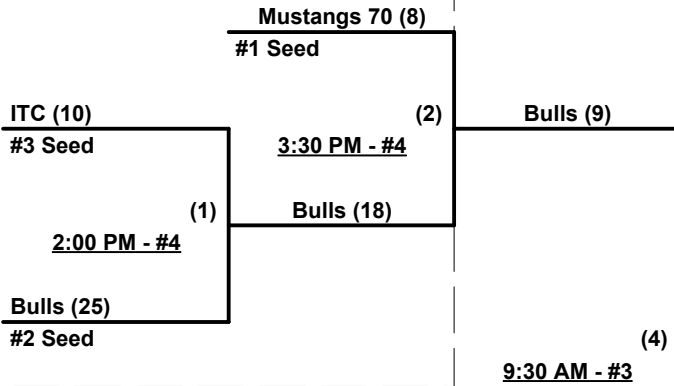 Mustangs 70 (8)
#1 Seed
ITC (10)
#3 Seed
(2)
3:30 PM - #4
Bulls (9)
(1)
2:00 PM - #4
Bulls (18)
Bulls (25)
#2 Seed
(4)
9:30 AM - #3